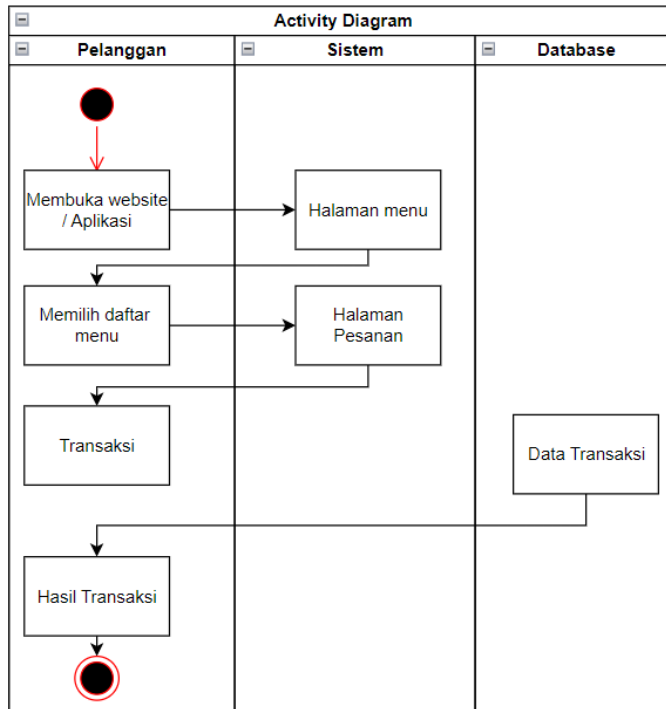 Activity Diagram
Pelanggan
Sistem
Database
Membuka website
/ Aplikasi
Halaman menu
Memilih daftar
menu
Halaman
Pesanan
Transaksi
Data Transaksi
Hasil Transaksi